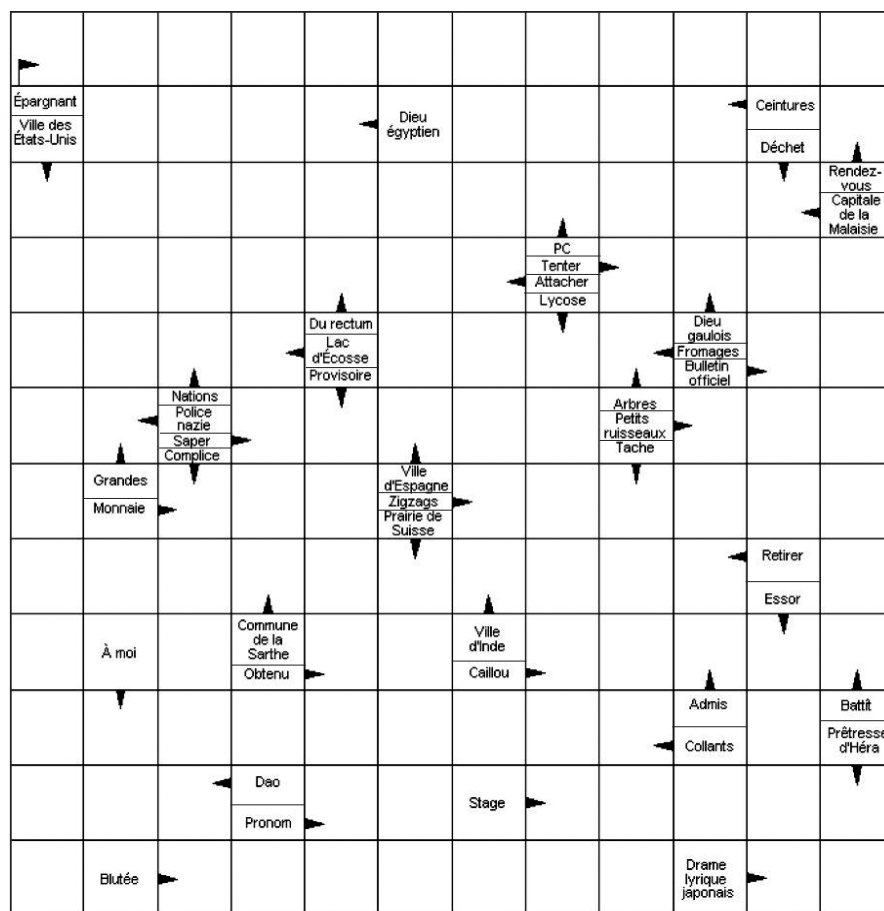 Épargnant
Ville des
États-Unis
Dieu
égyptien
Ceintures
Déchet
Rendez-
vous
Capitale
de la
Malaisie
PC
Tenter
Attacher
Lycose
Du rectum
Lac
d'Écosse
Provisoire
Dieu
gaulois
Fromages
Bulletin
officiel
Nations
Police
nazie
Saper
Complice
Arbres
Petits
ruisseaux
Tache
Grandes
Monnaie
Ville
d'Espagne
Zigzags
Prairie de
Suisse
Retirer
Essor
À moi
Commune
de la
Sarthe
Obtenu
Ville
d'Inde
Caillou
Admis
Collants
Battît
Prêtresse
d'Héra
Dao
Pronom
Stage
Blutée
Drame
lyrique
japonais